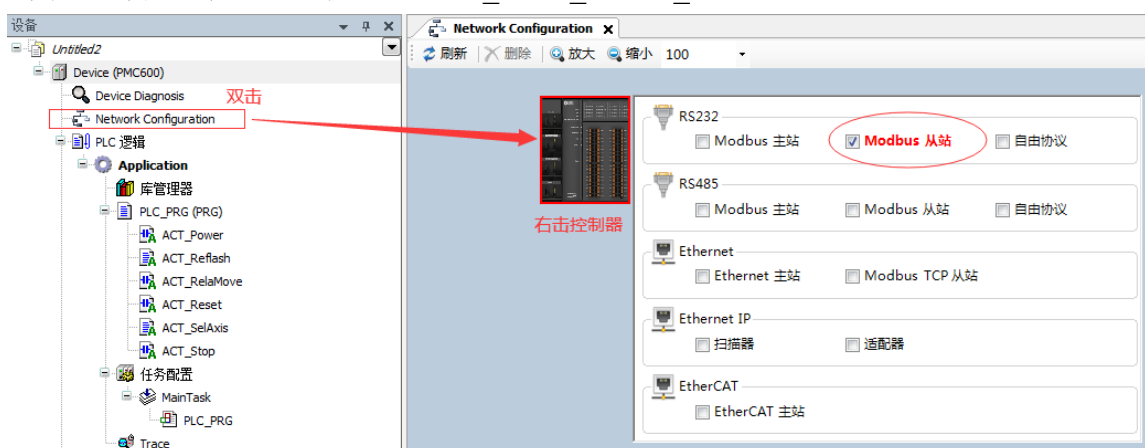 设备
Untitled2
Device (PMC600)
Device Diagnosis
双击
Network Configuration
PLC 逻辑
Application
库管理器
PLC_PRG (PRG)
ACT_Power
ACT_Reflash
ACT_RelaMove
ACT_Reset
ACT_SelAxis
ACT_Stop
任务配置
MainTask
PLC_PRG
Trace
Network Configuration
刷新 删除 放大 缩小 100
右击控制器
RS232
Modbus 主站 Modbus 从站 自由协议
RS485
Modbus 主站 Modbus 从站 自由协议
Ethernet
Ethernet 主站 Modbus TCP 从站
Ethernet IP
扫描器 适配器
EtherCAT
EtherCAT 主站